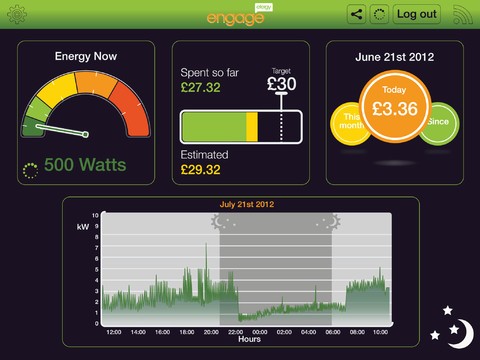 efergy
engage
Log out
Energy Now
500 Watts
Spent so far
£27.32
Target
£30
Estimated
£29.32
June 21st 2012
This
month
Today
£3.36
Since
July 21st 2012
kW
10
9
8
7
6
5
4
3
2
1
0
12:00 14:00 16:00 18:00 20:00 22:00 00:00 02:00 04:00 06:00 08:00 10:00
Hours